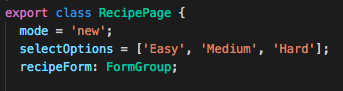 export class RecipePage {
mode = 'new';
selectOptions = ['Easy', 'Medium', 'Hard'];
recipeForm: FormGroup;